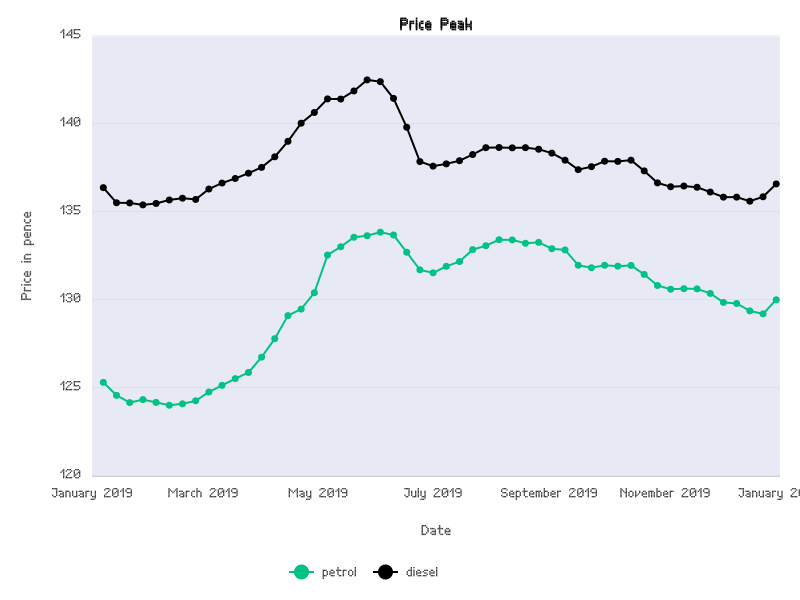 Price Peak
145
140
135
130
125
120
Price in pence
January 2019 March 2019 May 2019 July 2019 September 2019 November 2019 January 20
Date
petrol diesel